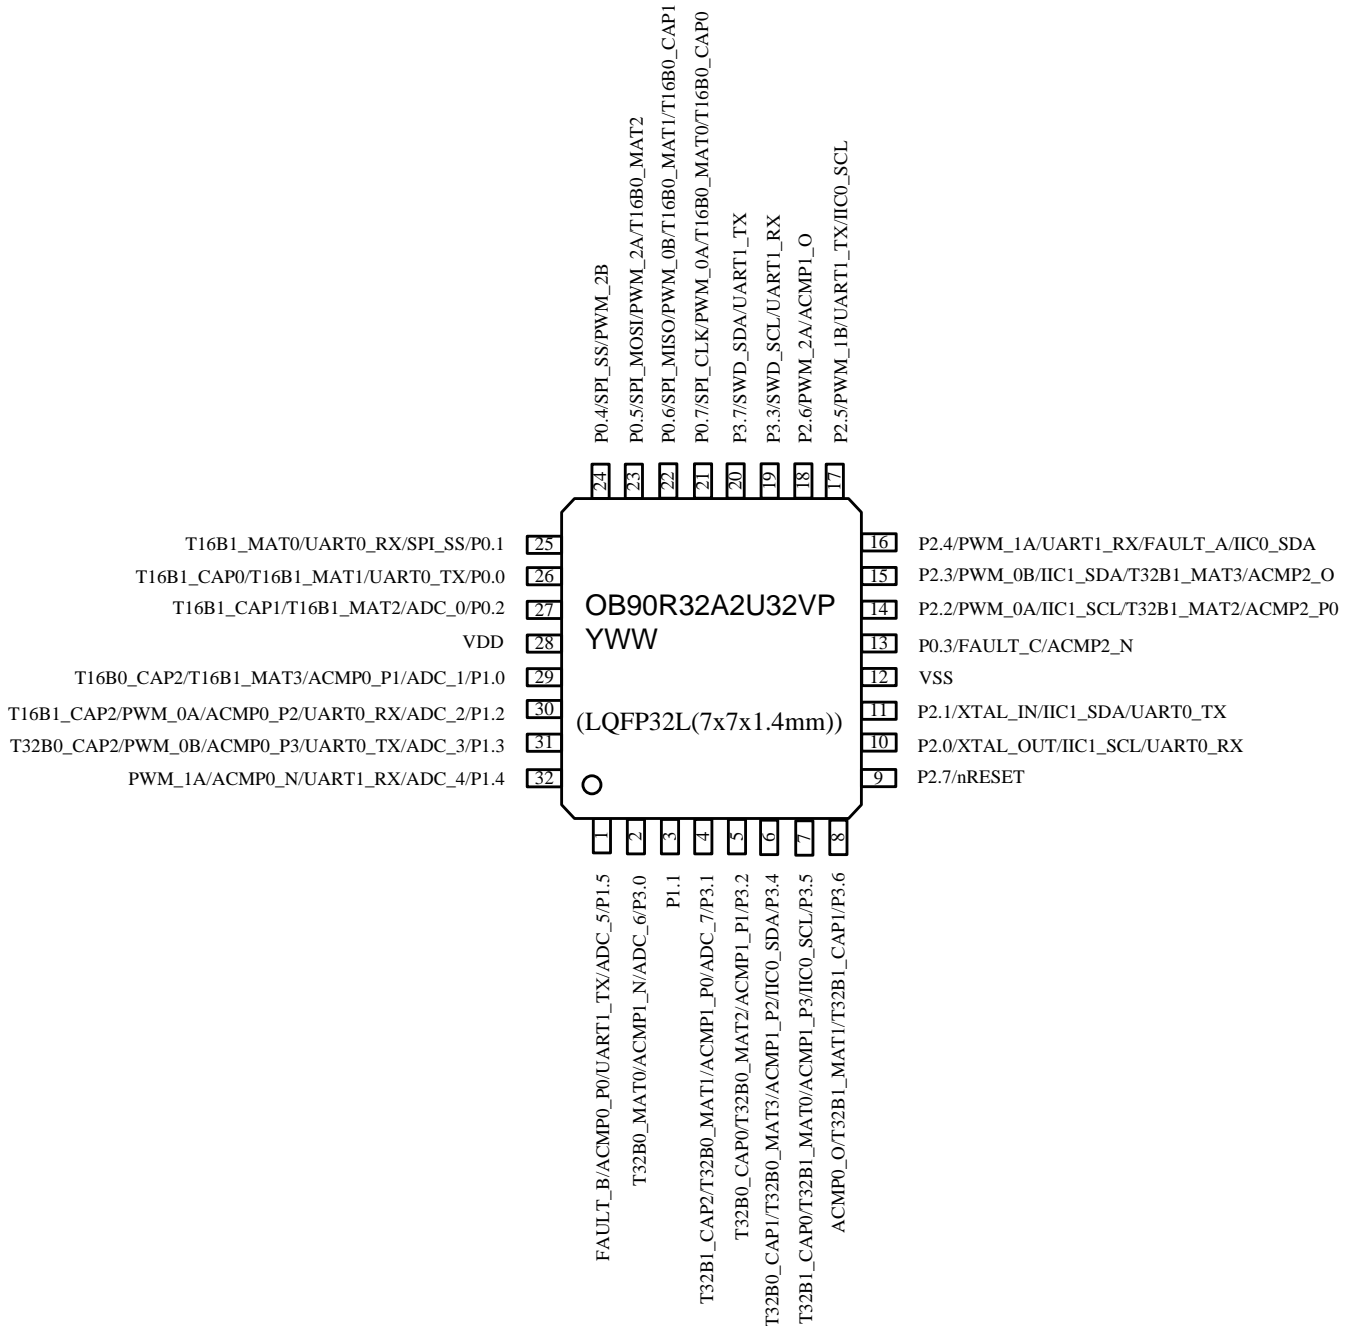 P0.4/SPI_SS/PWM_2B
P0.5/SPI_MOSI/PWM_2A/T16B0_MAT2
P0.6/SPI_MISO/PWM_0B/T16B0_MAT1/T16B0_CAP1
P0.7/SPI_CLK/PWM_0A/T16B0_MAT0/T16B0_CAP0
P3.7/SWD_SDA/UART1_TX
P3.3/SWD_SCL/UART1_RX
P2.6/PWM_2A/ACMP1_O
P2.5/PWM_1B/UART1_TX/IIC0_SCL
24 23 22 21 20 19 18 17
T16B1_MAT0/UART0_RX/SPI_SS/P0.1 25
T16B1_CAP0/T16B1_MAT1/UART0_TX/P0.0 26
T16B1_CAP1/T16B1_MAT2/ADC_0/P0.2 27
VDD 28
T16B0_CAP2/T16B1_MAT3/ACMP0_P1/ADC_1/P1.0 29
T16B1_CAP2/PWM_0A/ACMP0_P2/UART0_RX/ADC_2/P1.2 30
T32B0_CAP2/PWM_0B/ACMP0_P3/UART0_TX/ADC_3/P1.3 31
PWM_1A/ACMP0_N/UART1_RX/ADC_4/P1.4 32
OB90R32A2U32VP
YWW
(LQFP32L(7x7x1.4mm))
16 P2.4/PWM_1A/UART1_RX/FAULT_A/IIC0_SDA
15 P2.3/PWM_0B/IIC1_SDA/T32B1_MAT3/ACMP2_O
14 P2.2/PWM_0A/IIC1_SCL/T32B1_MAT2/ACMP2_P0
13 P0.3/FAULT_C/ACMP2_N
12 VSS
11 P2.1/XTAL_IN/IIC1_SDA/UART0_TX
10 P2.0/XTAL_OUT/IIC1_SCL/UART0_RX
9 P2.7/nRESET
1 2 3 4 5 6 7 8
FAULT_B/ACMP0_P0/UART1_TX/ADC_5/P1.5
T32B0_MAT0/ACMP1_N/ADC_6/P3.0
P1.1
T32B1_CAP2/T32B0_MAT1/ACMP1_P0/ADC_7/P3.1
T32B0_CAP0/T32B0_MAT2/ACMP1_P1/P3.2
T32B0_CAP1/T32B0_MAT3/ACMP1_P2/IIC0_SDA/P3.4
T32B1_CAP0/T32B1_MAT0/ACMP1_P3/IIC0_SCL/P3.5
ACMP0_O/T32B1_MAT1/T32B1_CAP1/P3.6